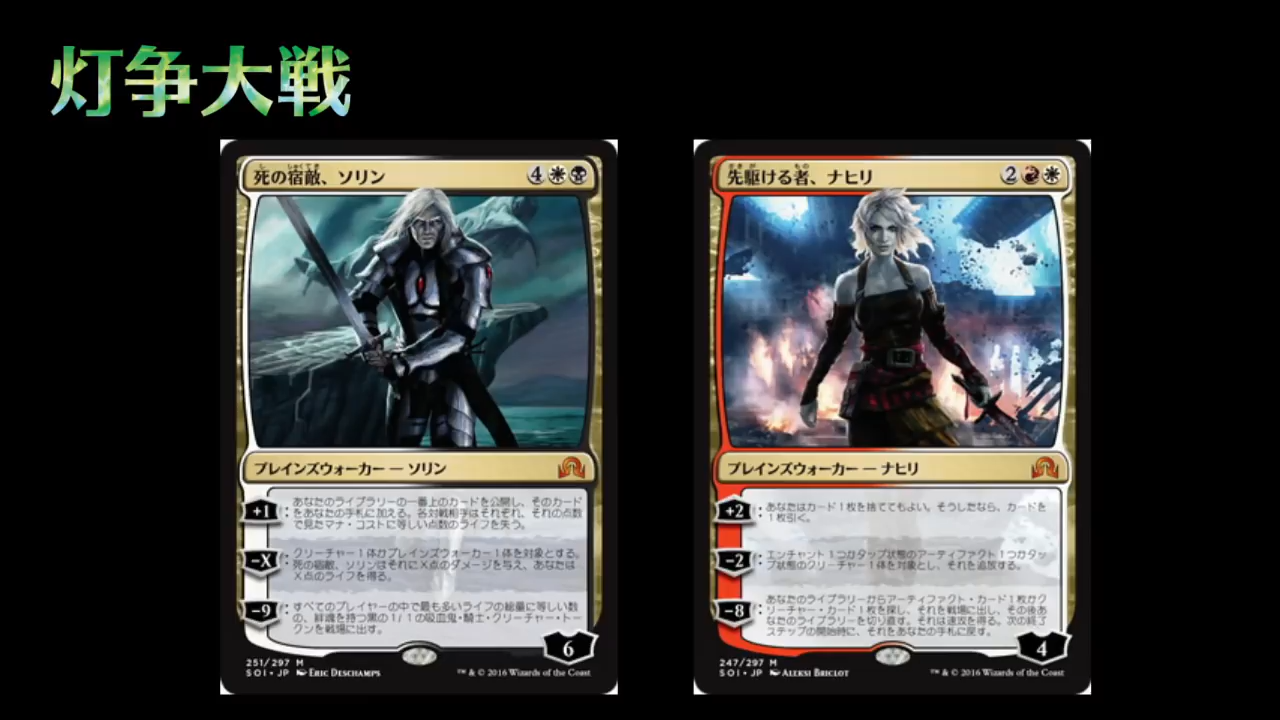 灯争大戦
死の宿敵、ソリン 4
プレインズウォーカー — ソリン
+1 : あなたのライブラリーの一番上のカードを公開し、そのカード
をあなたの手札に加える。各対戦相手はそれぞれ、それの点数
で見たマナ・コストに等しい点数のライフを失う。
-X : クリーチャー1体かプレインズウォーカー1体を対象とする。
死の宿敵、ソリンはそれにX点のダメージを与え、あなたは
X点のライフを得る。
-9 : すべてのプレイヤーの中で最も多いライフの総量に等しい数
の、絆魂を持つ黒の1/1の吸血鬼・騎士・クリーチャー・トー
クンを戦場に出す。
6
251/297 M
SOI・JP ERIC DESCHAMPS
™ & © 2016 Wizards of the Coast
先駆ける者、ナヒリ 2
プレインズウォーカー — ナヒリ
+2 : あなたはカード1枚を捨ててもよい。そうしたなら、カードを
1枚引く。
-2 : エンチャント1つかタップ状態のアーティファクト1つかタッ
プ状態のクリーチャー1体を対象とし、それを追放する。
-8 : あなたのライブラリーからアーティファクト・カード1枚かク
リーチャー・カード1枚を探し、それを戦場に出し、その後あ
なたのライブラリーを切り直す。それは速攻を得る。次の終了
ステップの開始時に、それをあなたの手札に戻す。
4
247/297 M
SOI・JP ALEKSI BRICLOT
™ & © 2016 Wizards of the Coast